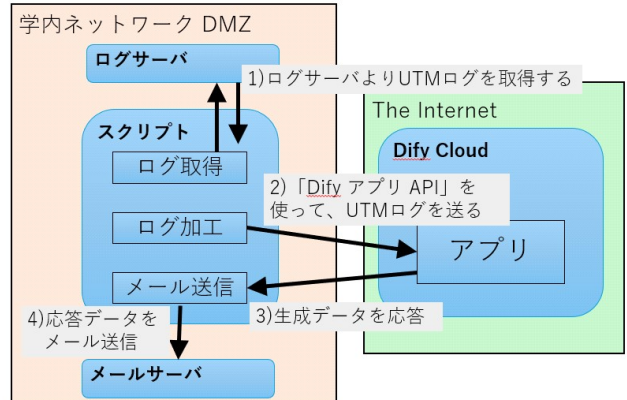 学内ネットワーク DMZ
ログサーバ
1)ログサーバよりUTMログを取得する
The Internet
スクリプト
Dify Cloud
ログ取得
2)「Dify アプリ API」を
使って、UTMログを送る
ログ加工
アプリ
メール送信
3)生成データを応答
4)応答データを
メール送信
メールサーバ